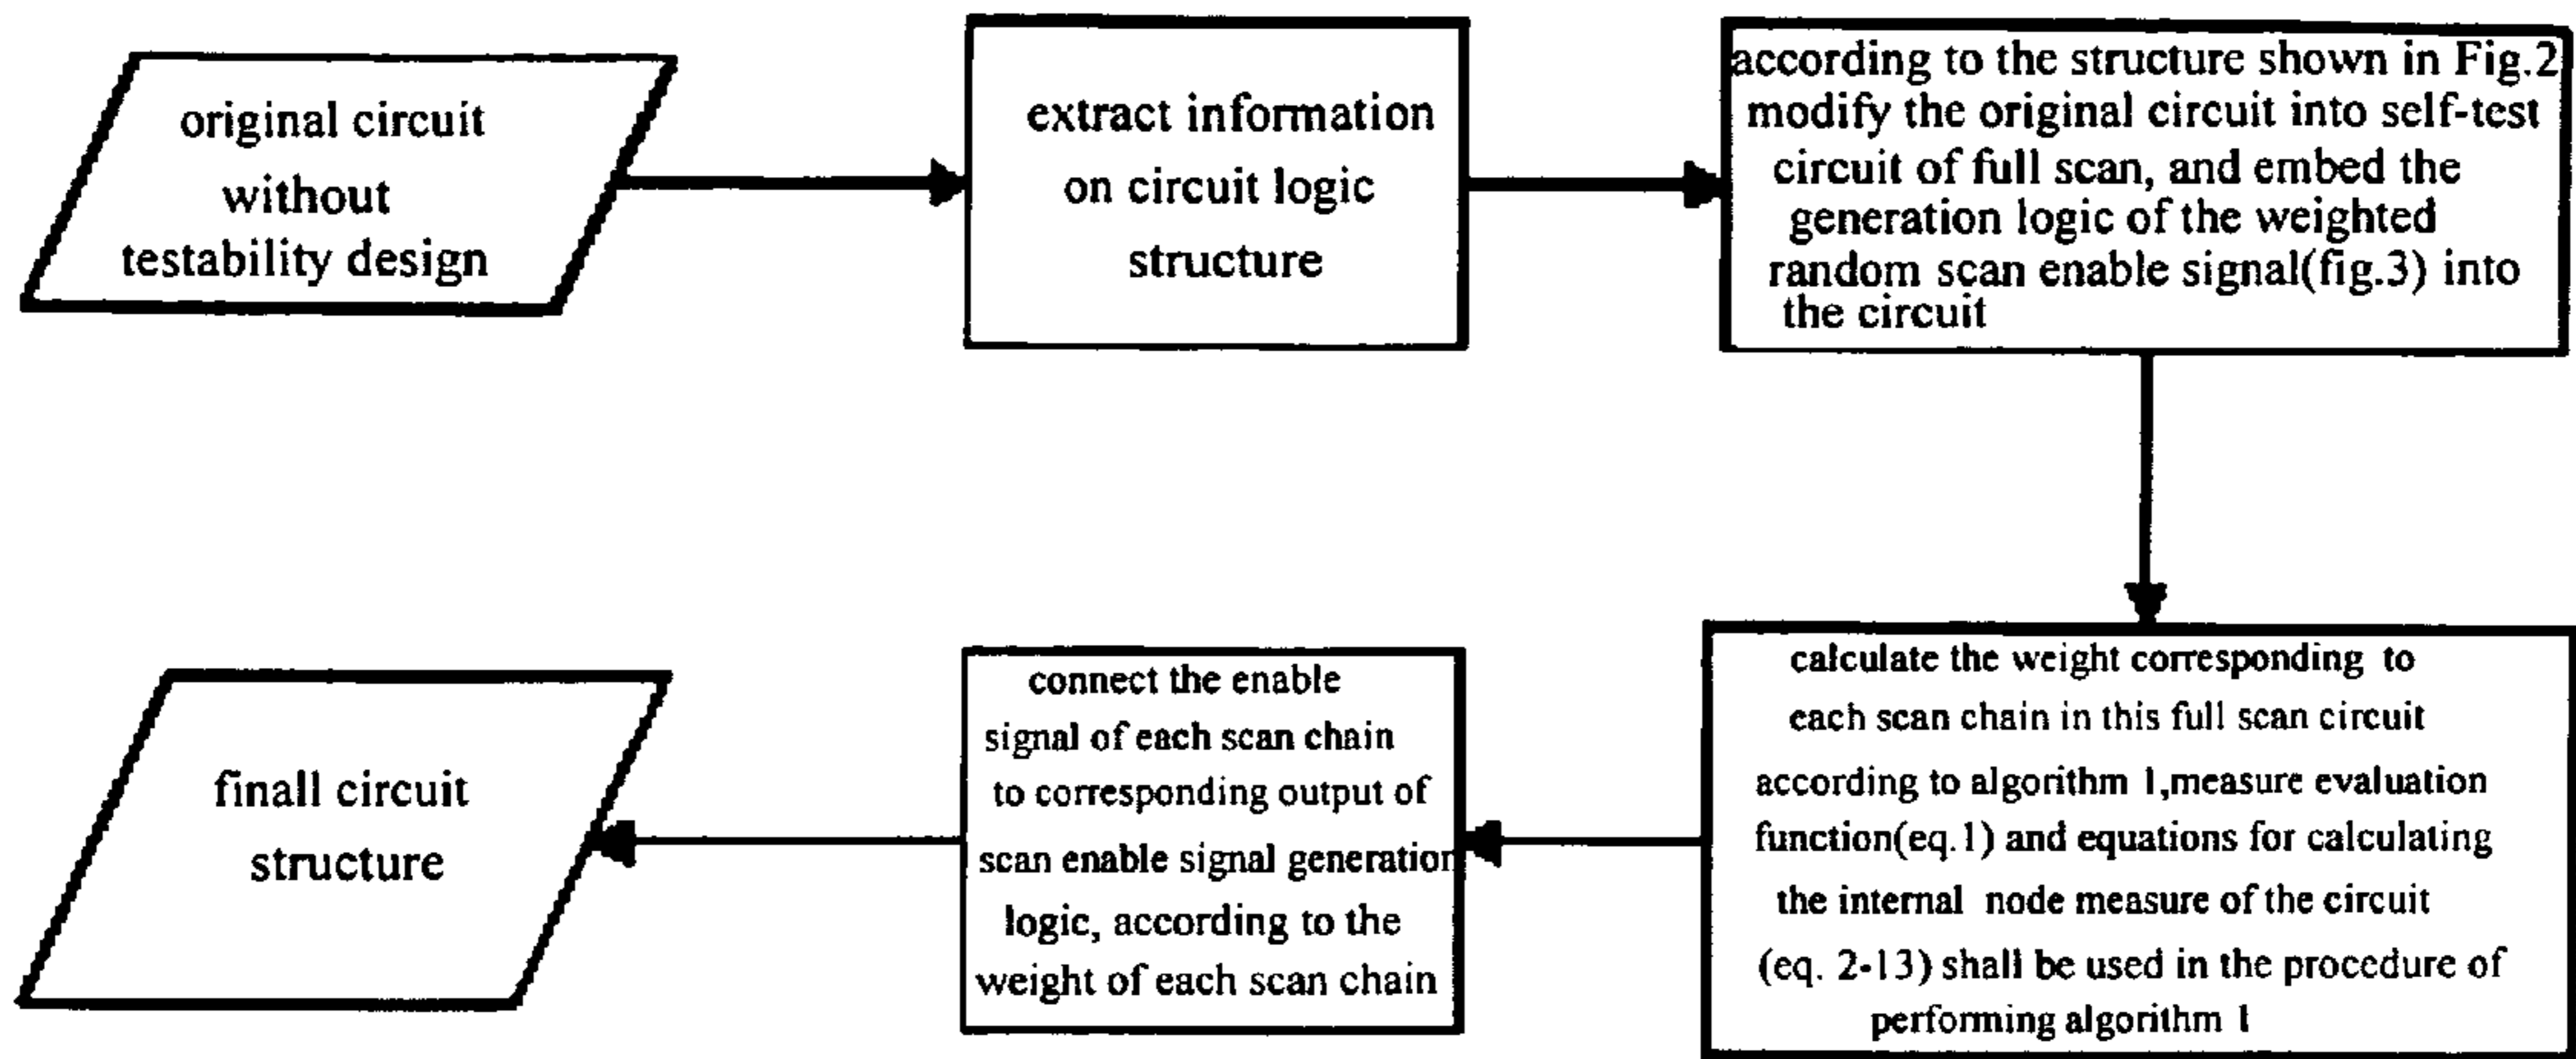 original circuit
without
testability design
extract information
on circuit logic
structure
according to the structure shown in Fig.2
modify the original circuit into self-test
circuit of full scan, and embed the
generation logic of the weighted
random scan enable signal(fig.3) into
the circuit
calculate the weight corresponding to
each scan chain in this full scan circuit
according to algorithm 1,measure evaluation
function(eq.1) and equations for calculating
the internal node measure of the circuit
(eq. 2-13) shall be used in the procedure of
performing algorithm 1
connect the enable
signal of each scan chain
to corresponding output of
scan enable signal generation
logic, according to the
weight of each scan chain
finall circuit
structure